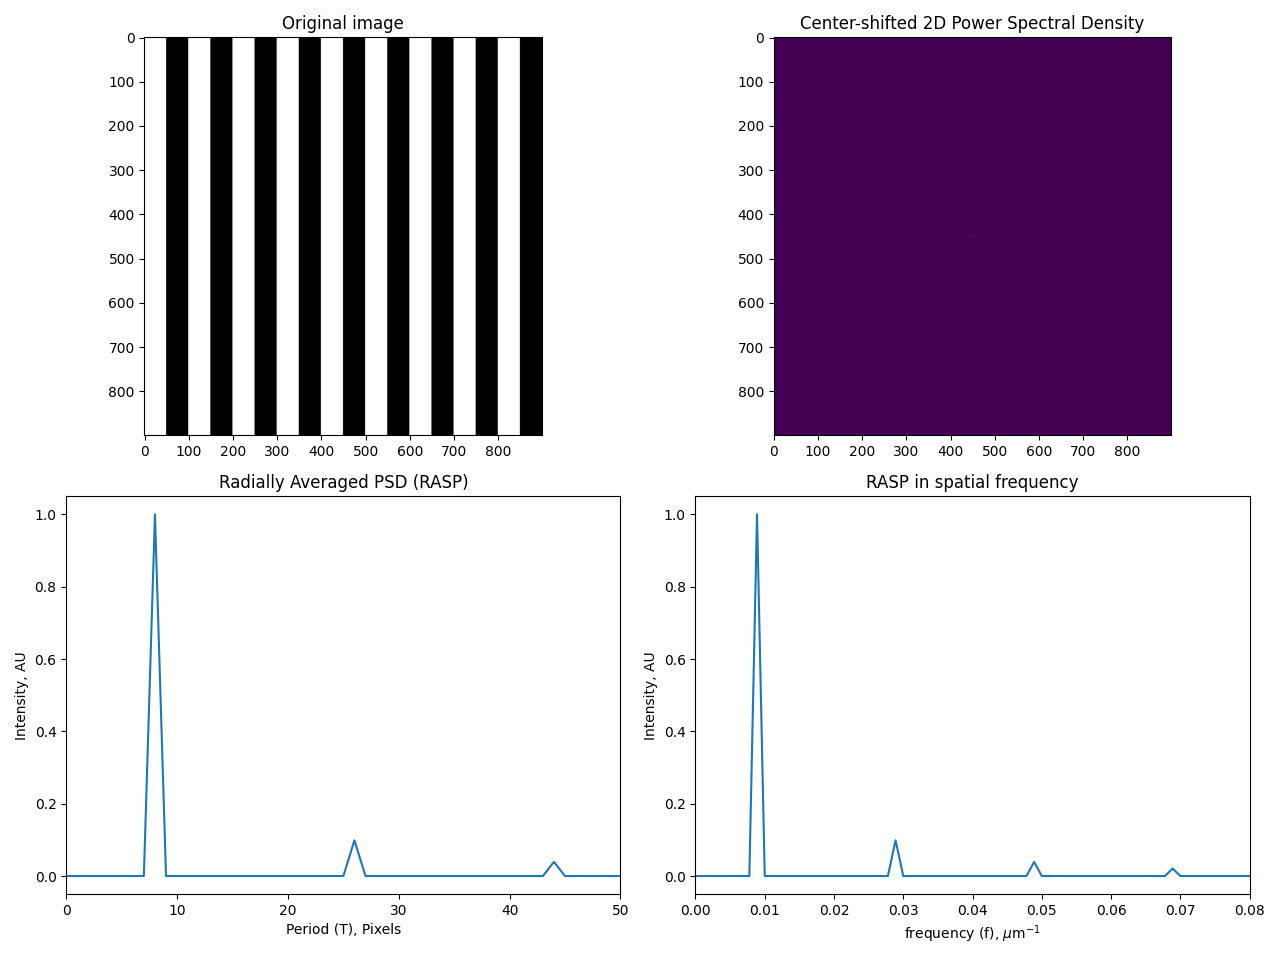 Original image
0
100
200
300
400
500
600
700
800
0 100 200 300 400 500 600 700 800
Center-shifted 2D Power Spectral Density
0
100
200
300
400
500
600
700
800
0 100 200 300 400 500 600 700 800
Radially Averaged PSD (RASP)
Intensity, AU
1.0
0.8
0.6
0.4
0.2
0.0
0 10 20 30 40 50
Period (T), Pixels
RASP in spatial frequency
Intensity, AU
1.0
0.8
0.6
0.4
0.2
0.0
0.00 0.01 0.02 0.03 0.04 0.05 0.06 0.07 0.08
frequency (f), μm⁻¹